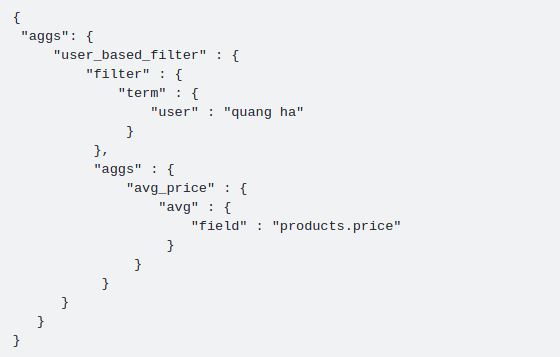 {
 "aggs": {
     "user_based_filter" : {
         "filter" : {
             "term" : {
                 "user" : "quang ha"
              }
          },
          "aggs" : {
              "avg_price" : {
                  "avg" : {
                      "field" : "products.price"
                   }
               }
           }
      }
   }
}